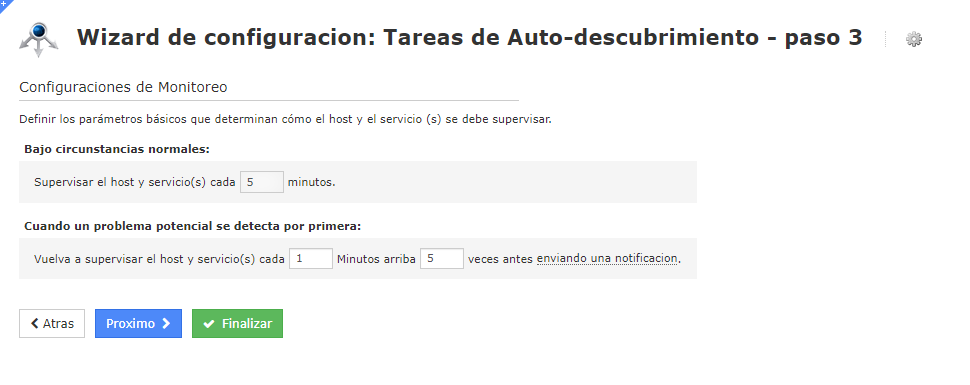 Wizard de configuracion: Tareas de Auto-descubrimiento - paso 3
Configuraciones de Monitoreo
Definir los parámetros básicos que determinan cómo el host y el servicio (s) se debe supervisar.
Bajo circunstancias normales:
Supervisar el host y servicio(s) cada 5 minutos.
Cuando un problema potencial se detecta por primera:
Vuelva a supervisar el host y servicio(s) cada 1 Minutos arriba 5 veces antes enviando una notificacion.
Atras Proximo Finalizar